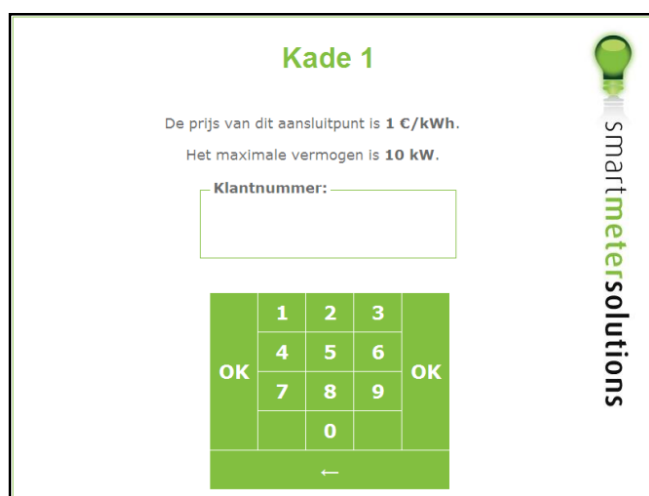 Kade 1
De prijs van dit aansluitpunt is 1 €/kWh.
Het maximale vermogen is 10 kW.
Klantnummer:
1 2 3
4 5 6
OK OK
7 8 9
0
←
smartmetersolutions